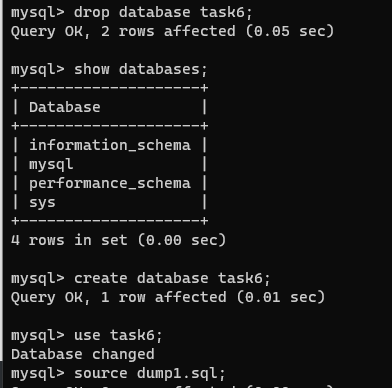 mysql> drop database task6;
Query OK, 2 rows affected (0.05 sec)
mysql> show databases;
+--------------------+
| Database           |
+--------------------+
| information_schema |
| mysql              |
| performance_schema |
| sys                |
+--------------------+
4 rows in set (0.00 sec)
mysql> create database task6;
Query OK, 1 row affected (0.01 sec)
mysql> use task6;
Database changed
mysql> source dump1.sql;